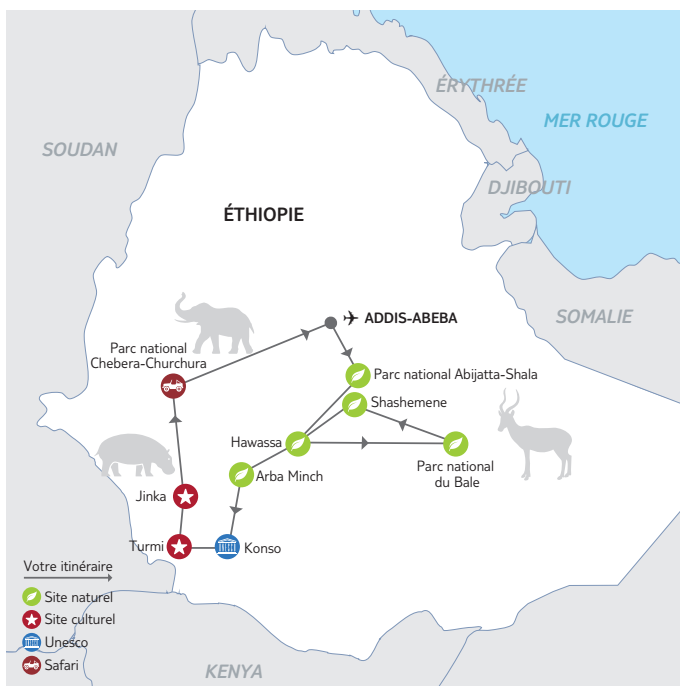 ÉRYTHRÉE
MER ROUGE
SOUDAN
DJIBOUTI
ÉTHIOPIE
SOMALIE
ADDIS-ABEBA
Parc national
Chebera-Churchura
Parc national Abijatta-Shala
Shashemene
Hawassa
Parc national
du Bale
Arba Minch
Jinka
Turmi
Konso
Votre itinéraire
Site naturel
Site culturel
Unesco
Safari
KENYA